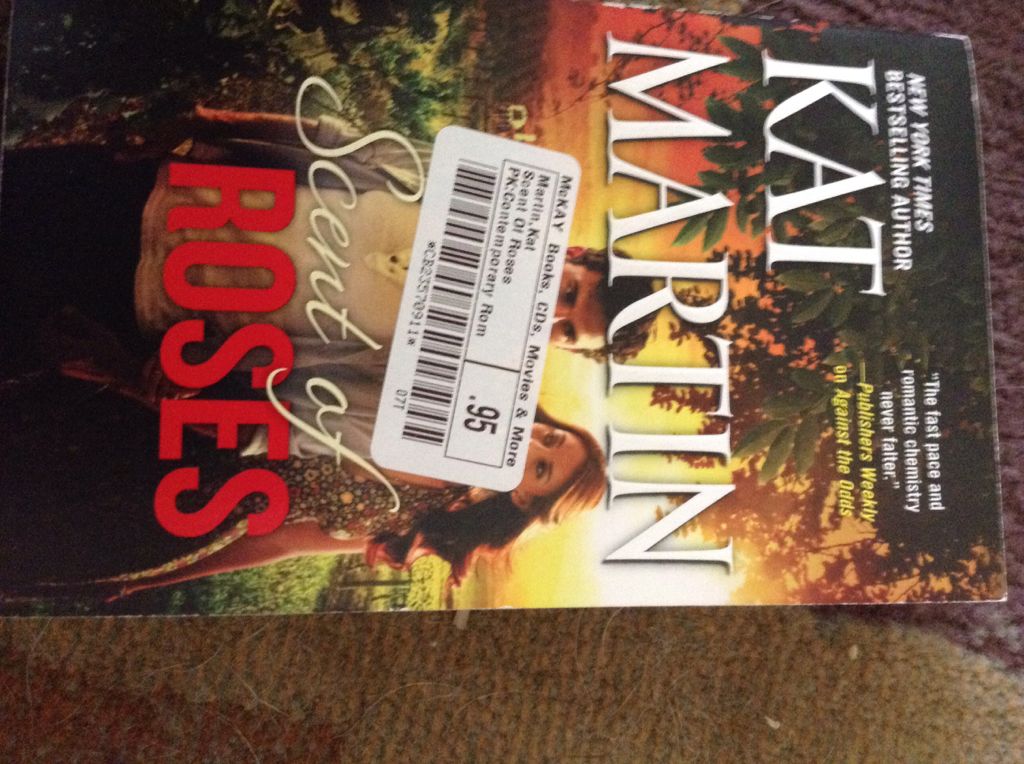 NEW YORK TIMES
BESTSELLING AUTHOR
KAT
MARTIN
"The fast pace and
romantic chemistry
never falter."
—Publishers Weekly
on Against the Odds
McKAY Books, CDs, Movies & More
Martin,Kat
Scent Of Roses
PK:Contemporary Rom
.95
*CR23570911*
07T
Scent of
ROSES